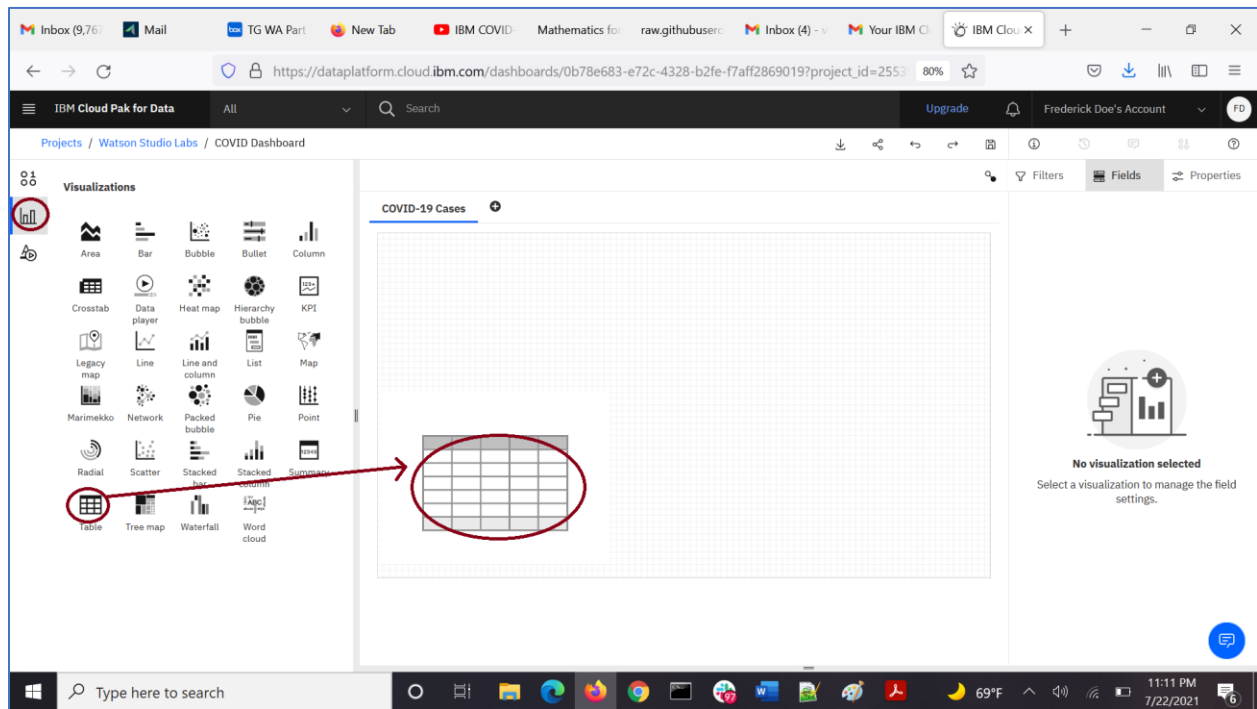 Inbox (9,76 Mail box TG WA Part New Tab IBM COVID- Mathematics fo raw.githubuserc Inbox (4) - Your IBM Cl IBM Clou
https://dataplatform.cloud.ibm.com/dashboards/0b78e683-e72c-4328-b2fe-f7aff2869019?project_id=2553 80%
IBM Cloud Pak for Data All Search Upgrade Frederick Doe's Account FD
Projects / Watson Studio Labs / COVID Dashboard
Visualizations
Filters Fields Properties
COVID-19 Cases
Area Bar Bubble Bullet Column
Crosstab Data Heat map Hierarchy KPI
player bubble
Legacy Line Line and List Map
map column
Marimekko Network Packed Pie Point
bubble
Radial Scatter Stacked Stacked Summary
bar column
Table Tree map Waterfall Word
cloud
No visualization selected
Select a visualization to manage the field
settings.
Type here to search
69°F
11:11 PM
7/22/2021
6